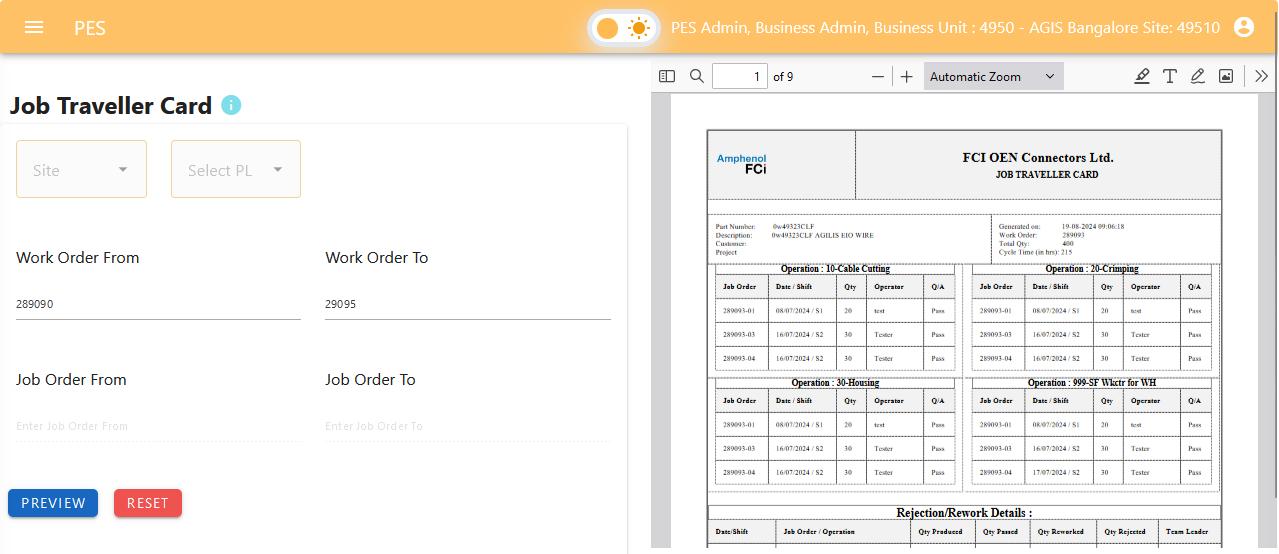 PES
PES Admin, Business Admin, Business Unit : 4950 - AGIS Bangalore Site: 49510
Job Traveller Card
Site
Select PL
Work Order From
Work Order To
289090
29095
Job Order From
Job Order To
Enter Job Order From
Enter Job Order To
PREVIEW
RESET
1 of 9
Automatic Zoom
Amphenol
FCi
FCI OEN Connectors Ltd.
JOB TRAVELLER CARD
Part Number: 0w49323CLF
Description: 0w49323CLF AGILIS EIO WIRE
Customer:
Project
Generated on: 19-08-2024 09:06:18
Work Order: 289093
Total Qty: 400
Cycle Time (in hrs): 215
Operation : 10-Cable Cutting
Job Order Date / Shift Qty Operator Q/A
289093-01 08/07/2024 / S1 20 test Pass
289093-03 16/07/2024 / S2 30 Tester Pass
289093-04 16/07/2024 / S2 30 Tester Pass
Operation : 20-Crimping
Job Order Date / Shift Qty Operator Q/A
289093-01 08/07/2024 / S1 20 test Pass
289093-03 16/07/2024 / S2 30 Tester Pass
289093-04 16/07/2024 / S2 30 Tester Pass
Operation : 30-Housing
Job Order Date / Shift Qty Operator Q/A
289093-01 08/07/2024 / S1 20 test Pass
289093-03 16/07/2024 / S2 30 Tester Pass
289093-04 16/07/2024 / S2 30 Tester Pass
Operation : 999-SF Wkctr for WH
Job Order Date / Shift Qty Operator Q/A
289093-01 08/07/2024 / S1 20 test Pass
289093-03 16/07/2024 / S2 30 Tester Pass
289093-04 17/07/2024 / S2 30 Tester Pass
Rejection/Rework Details :
Date/Shift Job Order / Operation Qty Produced Qty Passed Qty Reworked Qty Rejected Team Leader